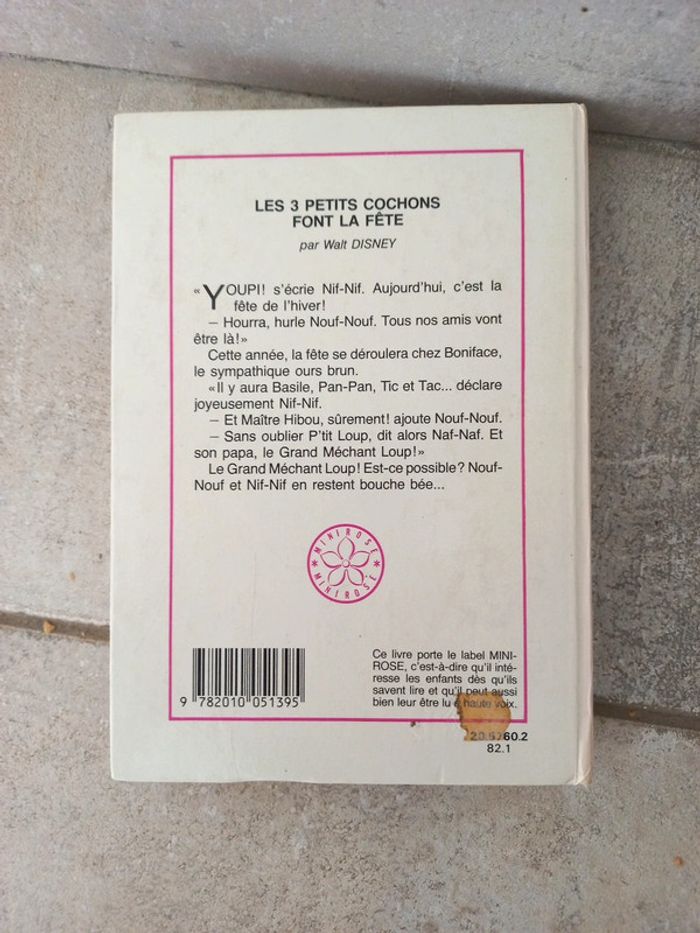 LES 3 PETITS COCHONS
FONT LA FÊTE
par Walt DISNEY
« YOUPI! s'écrie Nif-Nif. Aujourd'hui, c'est la
fête de l'hiver!
— Hourra, hurle Nouf-Nouf. Tous nos amis vont
être là!»
Cette année, la fête se déroulera chez Boniface,
le sympathique ours brun.
«Il y aura Basile, Pan-Pan, Tic et Tac... déclare
joyeusement Nif-Nif.
— Et Maître Hibou, sûrement! ajoute Nouf-Nouf.
— Sans oublier P'tit Loup, dit alors Naf-Naf. Et
son papa, le Grand Méchant Loup!»
Le Grand Méchant Loup! Est-ce possible? Nouf-
Nouf et Nif-Nif en restent bouche bée...
MINIROSE
MINIROSE
Ce livre porte le label MINI-
ROSE, c'est-à-dire qu'il inté-
resse les enfants dès qu'ils
savent lire et qu'il peut aussi
bien leur être lu à haute voix.
9 782010 051395
82.1